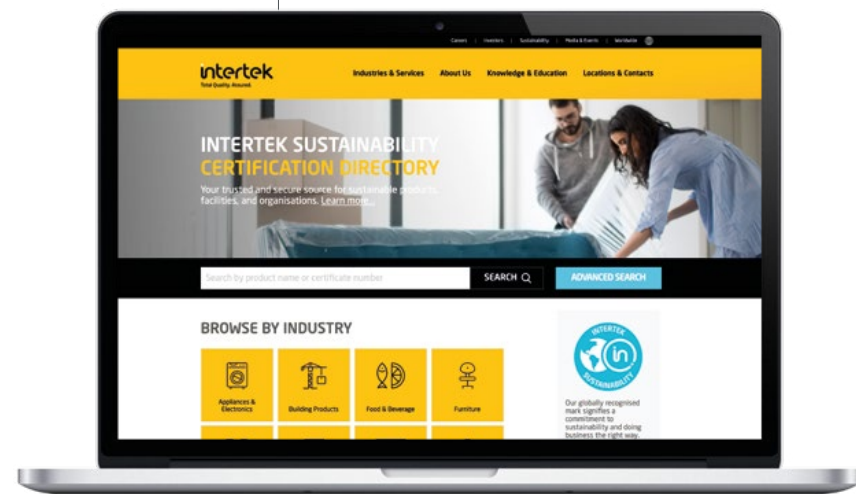 Careers | Investors | Sustainability | Media & Events | Worldwide
intertek
Total Quality. Assured.
Industries & Services About Us Knowledge & Education Locations & Contacts
INTERTEK SUSTAINABILITY
CERTIFICATION DIRECTORY
Your trusted and secure source for sustainable products,
facilities, and organisations. Learn more...
Search by product name or certificate number
SEARCH
ADVANCED SEARCH
BROWSE BY INDUSTRY
Appliances &
Electronics
Building Products
Food & Beverage
Furniture
INTERTEK
in
SUSTAINABILITY
Our globally recognised
mark signifies a
commitment to
sustainability and doing
business the right way.